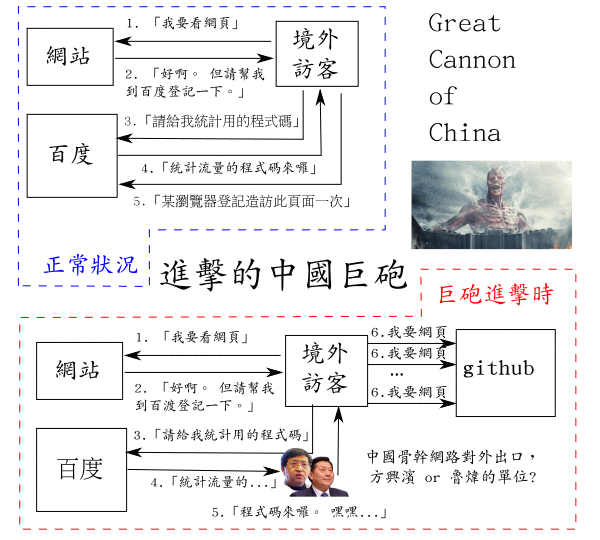 Great
Cannon
of
China
1. 「我要看網頁」
網站
境外
訪客
2. 「好啊。 但請幫我
到百度登記一下。」
3.「請給我統計用的程式碼」
百度
4.「統計流量的程式碼來囉」
5.「某瀏覽器登記造訪此頁面一次」
正常狀況
進擊的中國巨砲
巨砲進擊時
1. 「我要看網頁」
網站
境外
訪客
2. 「好啊。 但請幫我
到百渡登記一下。」
6.我要網頁
6.我要網頁
...
6.我要網頁
github
3.「請給我統計用的程式碼」
百度
4.「統計流量的...」
5.「程式碼來囉。 嘿嘿...」
中國骨幹網路對外出口，
方興濱 or 魯煒的單位?